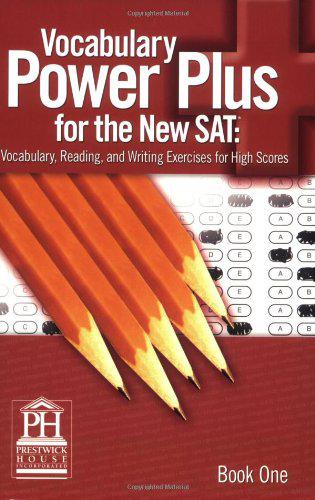 Vocabulary
Power Plus
for the New SAT:
Vocabulary, Reading, and Writing Exercises for High Scores
PH
PRESTWICK
HOUSE
INCORPORATED
Book One